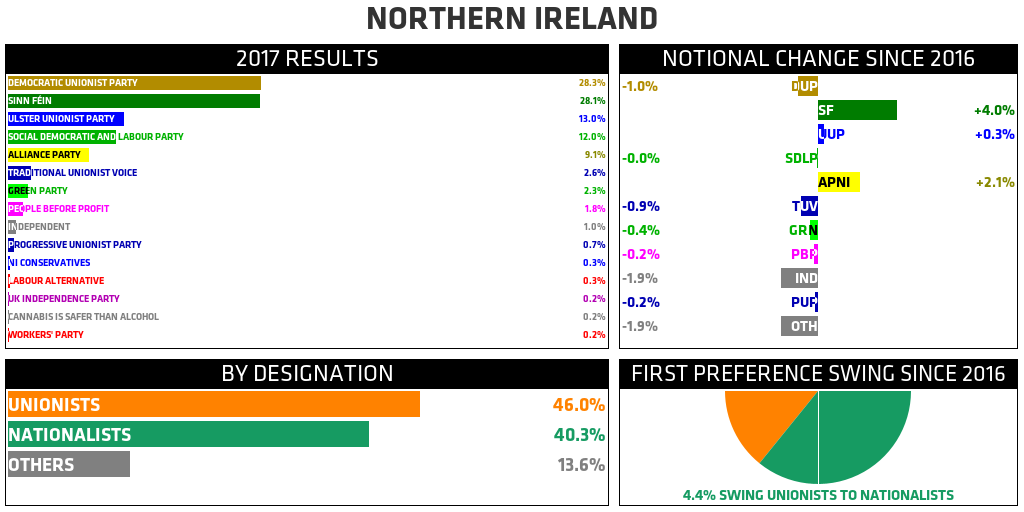 NORTHERN IRELAND
2017 RESULTS
DEMOCRATIC UNIONIST PARTY 28.3%
SINN FÉIN 28.1%
ULSTER UNIONIST PARTY 13.0%
SOCIAL DEMOCRATIC AND LABOUR PARTY 12.0%
ALLIANCE PARTY 9.1%
TRADITIONAL UNIONIST VOICE 2.6%
GREEN PARTY 2.3%
PEOPLE BEFORE PROFIT 1.8%
INDEPENDENT 1.0%
PROGRESSIVE UNIONIST PARTY 0.7%
NI CONSERVATIVES 0.3%
LABOUR ALTERNATIVE 0.3%
UK INDEPENDENCE PARTY 0.2%
CANNABIS IS SAFER THAN ALCOHOL 0.2%
WORKERS' PARTY 0.2%
NOTIONAL CHANGE SINCE 2016
-1.0% DUP
SF +4.0%
UUP +0.3%
-0.0% SDLP
APNI +2.1%
-0.9% TUV
-0.4% GRN
-0.2% PBP
-1.9% IND
-0.2% PUP
-1.9% OTH
BY DESIGNATION
UNIONISTS 46.0%
NATIONALISTS 40.3%
OTHERS 13.6%
FIRST PREFERENCE SWING SINCE 2016
4.4% SWING UNIONISTS TO NATIONALISTS